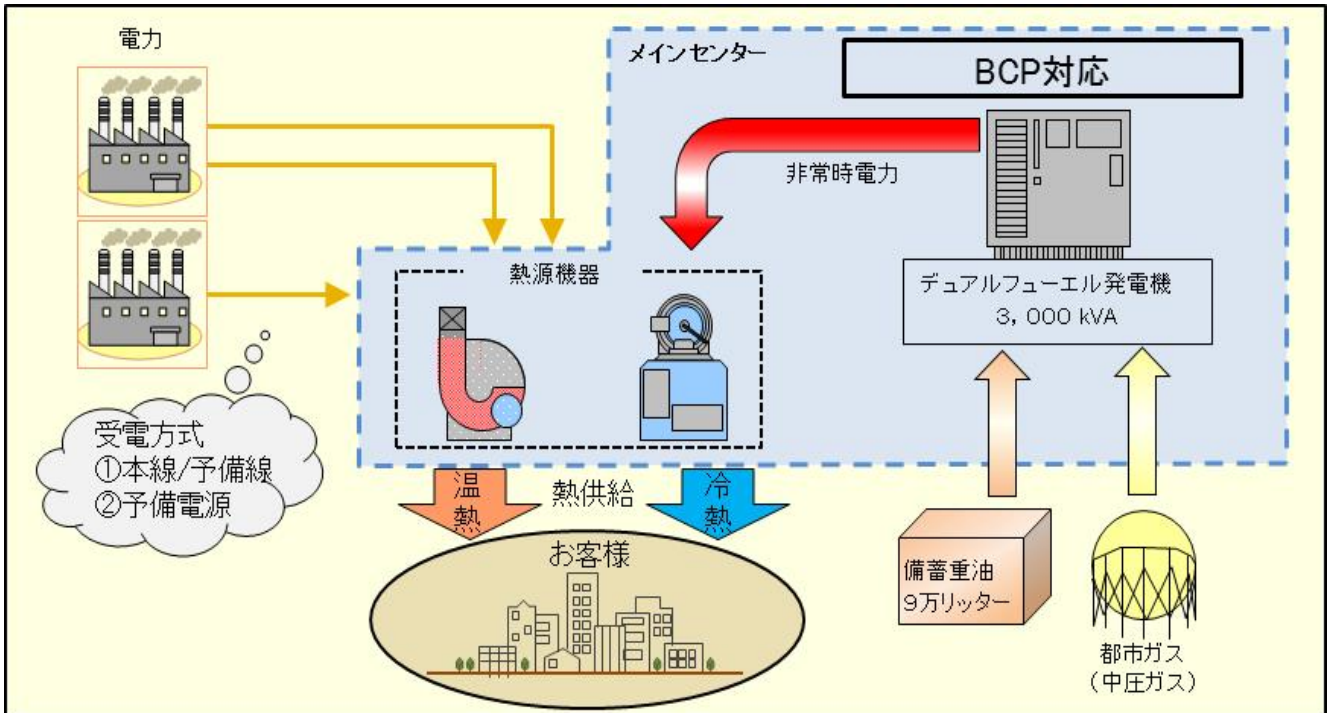 電力
メインセンター
BCP対応
非常時電力
熱源機器
デュアルフューエル発電機
3,000 kVA
受電方式
①本線/予備線
②予備電源
温熱
熱供給
冷熱
お客様
備蓄重油
9万リッター
都市ガス
(中圧ガス)